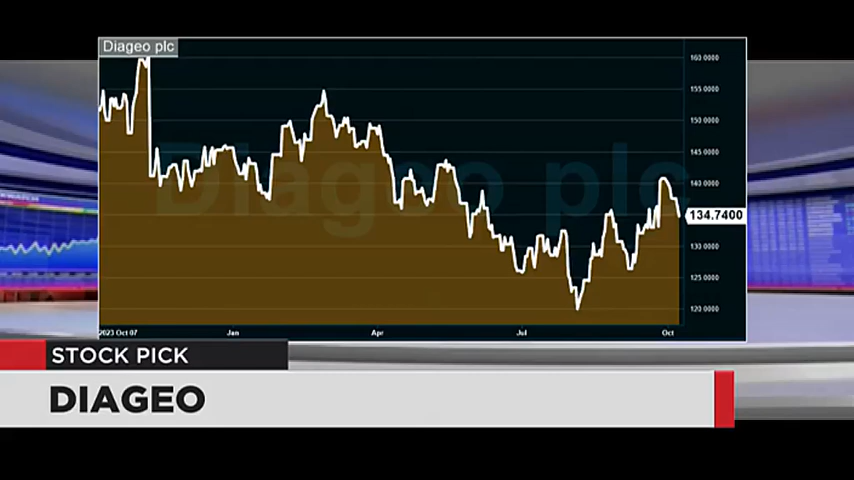 Diageo plc
160.0000
155.0000
150.0000
145.0000
Diageo plc
140.0000
134.7400
130.0000
125.0000
120.0000
2023 Oct 07 Jan Apr Jul Oct
STOCK PICK
DIAGEO